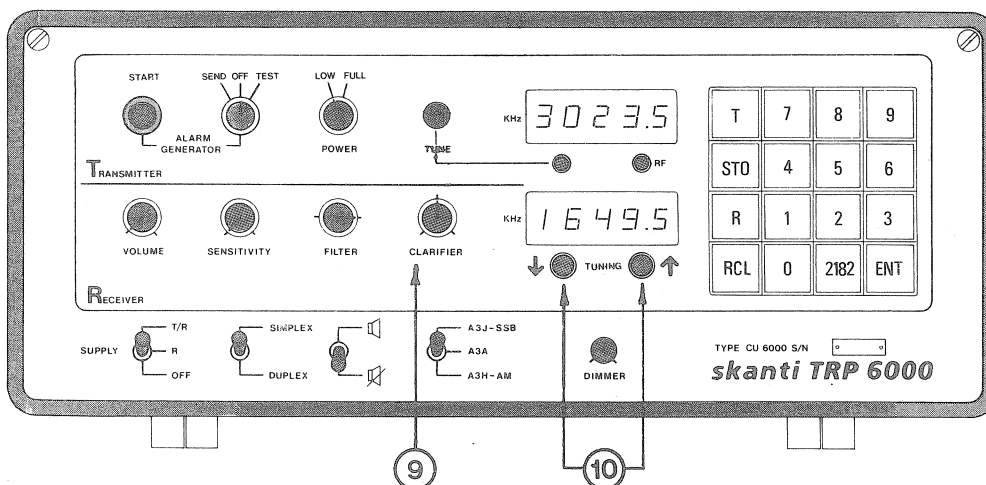 START
SEND OFF TEST
LOW FULL
ALARM
GENERATOR
POWER
TUNE
KHz 3023.5
RF
TRANSMITTER
KHz 1649.5
VOLUME
SENSITIVITY
FILTER
CLARIFIER
TUNING
RECEIVER
T 7 8 9
STO 4 5 6
R 1 2 3
RCL 0 2182 ENT
SUPPLY
T/R
R
OFF
SIMPLEX
DUPLEX
A3J-SSB
A3A
A3H-AM
DIMMER
TYPE CU 6000 S/N
skanti TRP 6000
9
10